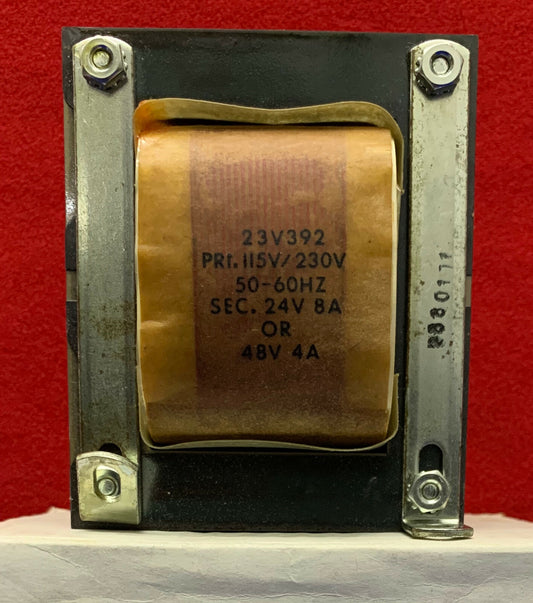 23V392
PRI. 115V/230V
50-60HZ
SEC. 24V 8A
OR
48V 4A